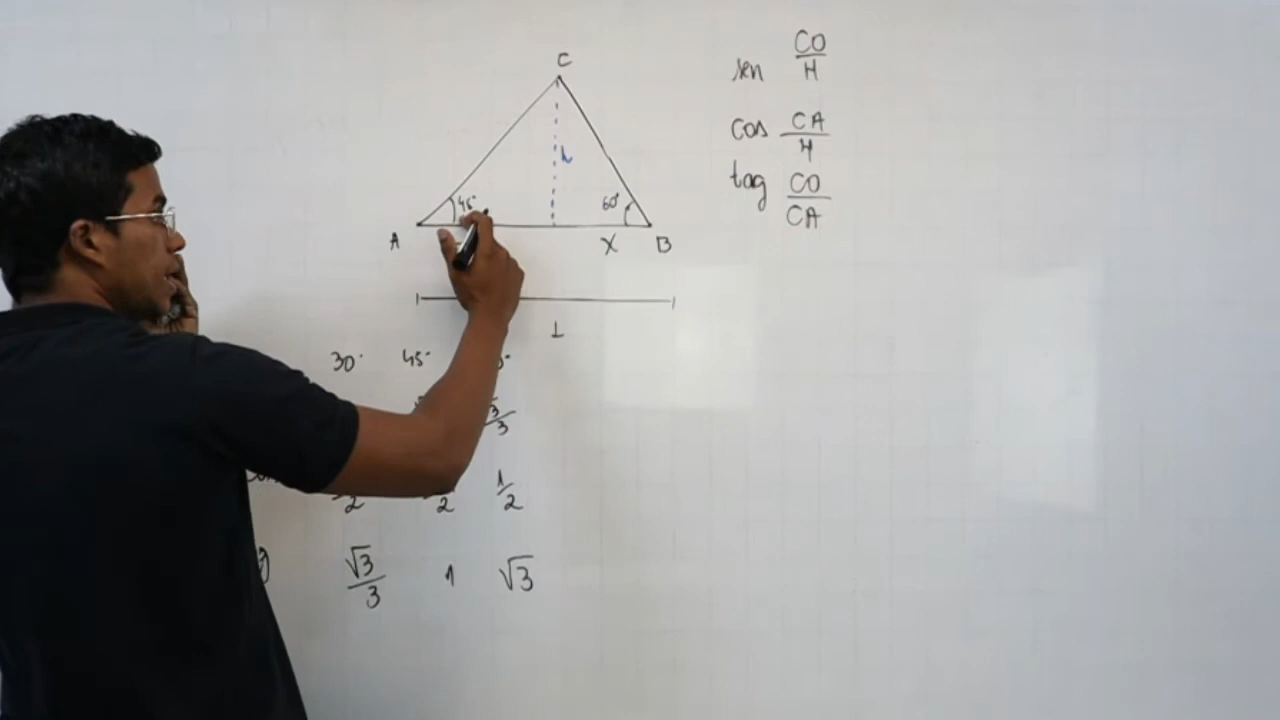 C
h
45°
60°
A
X
B
L
sen CO/H
cos CA/H
tag CO/CA
30° 45°
3/3
2 2 1/2
√3/3 1 √3